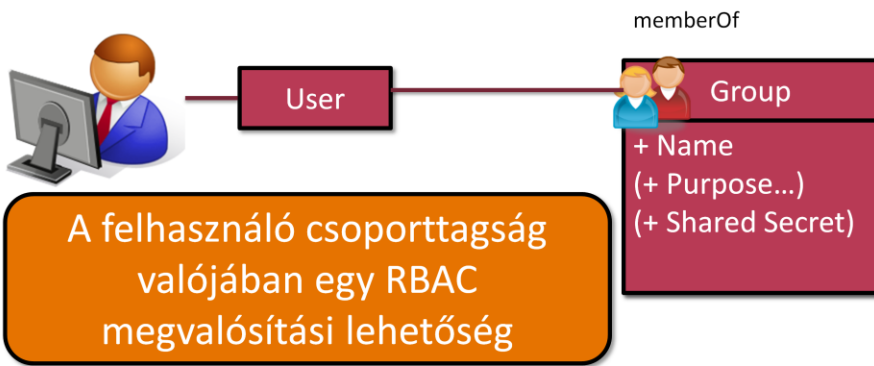 memberOf
User
Group
+ Name
(+ Purpose...)
(+ Shared Secret)
A felhasználó csoporttagság
valójában egy RBAC
megvalósítási lehetőség